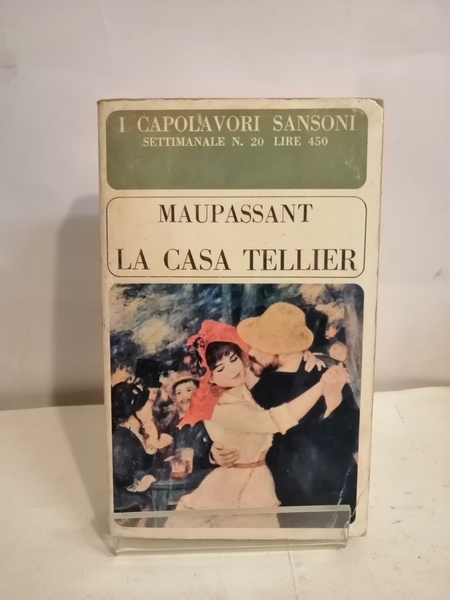 I CAPOLAVORI SANSONI
SETTIMANALE N. 20 LIRE 450
MAUPASSANT
LA CASA TELLIER